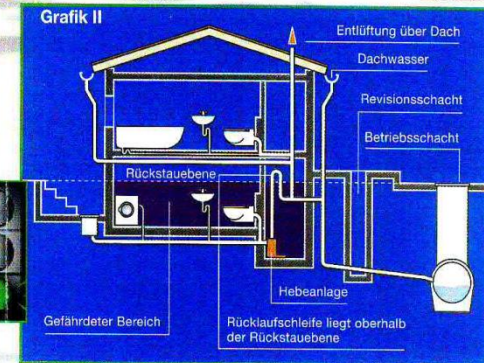 Grafik II
Entlüftung über Dach
Dachwasser
Revisionsschacht
Betriebsschacht
Rückstauebene
Hebeanlage
Gefährdeter Bereich
Rücklaufschleife liegt oberhalb
der Rückstauebene